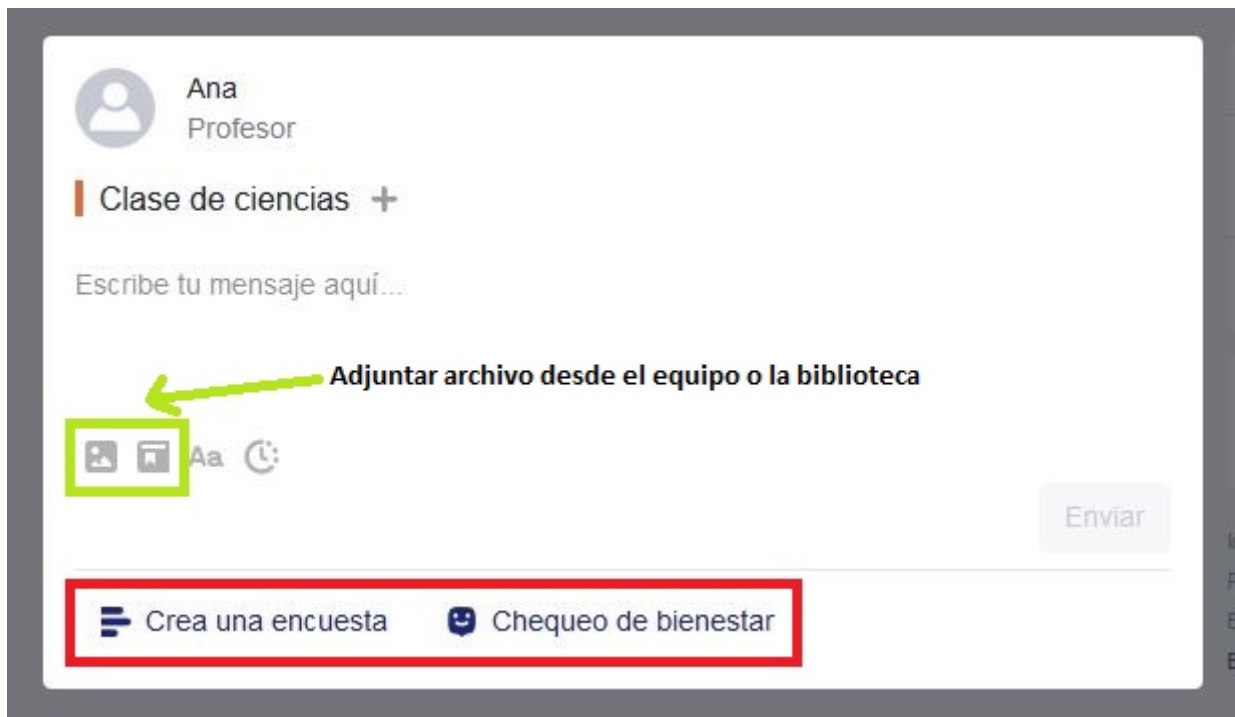 Ana
Profesor
Clase de ciencias +
Escribe tu mensaje aquí...
Adjuntar archivo desde el equipo o la biblioteca
Aa
Enviar
Crea una encuesta Chequeo de bienestar